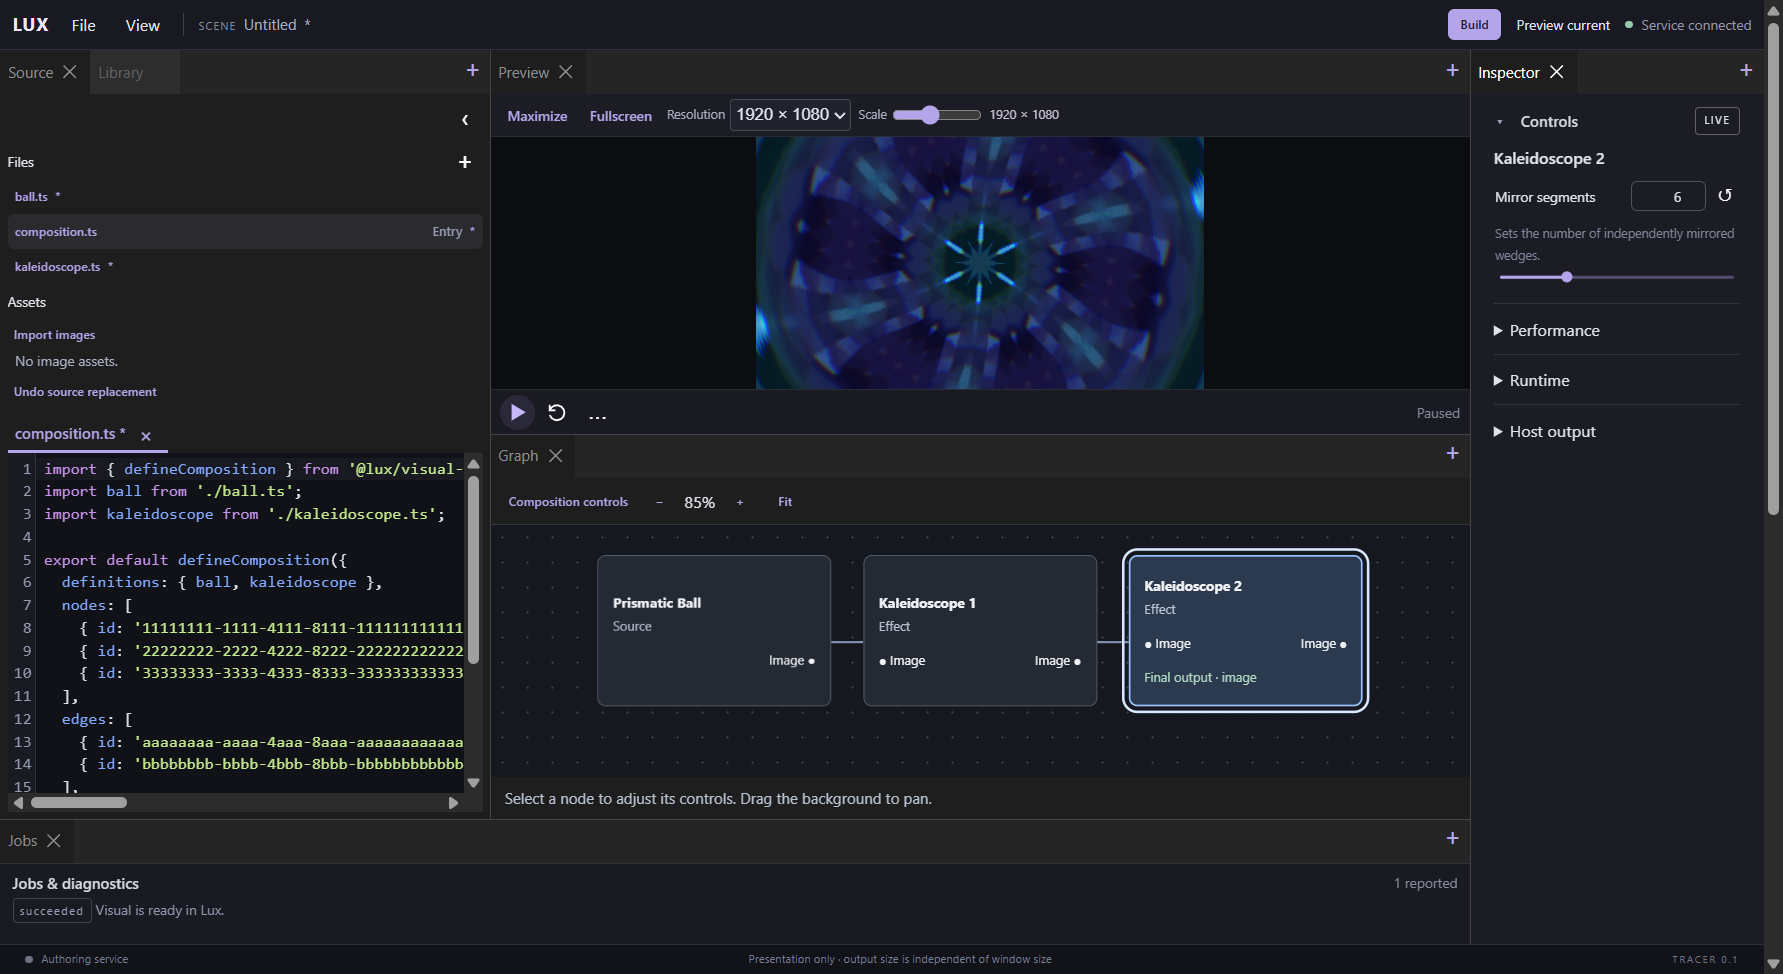 LUX File View SCENE Untitled * Build Preview current Service connected
Source Library +
Files +
ball.ts *
composition.ts Entry *
kaleidoscope.ts *
Assets
Import images
No image assets.
Undo source replacement
composition.ts *
1 import { defineComposition } from '@lux/visual-
2 import ball from './ball.ts';
3 import kaleidoscope from './kaleidoscope.ts';
4
5 export default defineComposition({
6 definitions: { ball, kaleidoscope },
7 nodes: [
8 { id: '11111111-1111-4111-8111-111111111111
9 { id: '22222222-2222-4222-8222-222222222222
10 { id: '33333333-3333-4333-8333-333333333333
11 ],
12 edges: [
13 { id: 'aaaaaaaa-aaaa-4aaa-8aaa-aaaaaaaaaaaa
14 { id: 'bbbbbbbb-bbbb-4bbb-8bbb-bbbbbbbbbbbb
15 ],
Preview +
Maximize Fullscreen Resolution 1920 × 1080 Scale 1920 × 1080
... Paused
Graph +
Composition controls − 85% + Fit
Prismatic Ball
Source
Image
Kaleidoscope 1
Effect
Image Image
Kaleidoscope 2
Effect
Image Image
Final output · image
Select a node to adjust its controls. Drag the background to pan.
Inspector +
Controls LIVE
Kaleidoscope 2
Mirror segments 6
Sets the number of independently mirrored
wedges.
Performance
Runtime
Host output
Jobs +
Jobs & diagnostics 1 reported
succeeded Visual is ready in Lux.
Authoring service Presentation only · output size is independent of window size TRACER 0.1